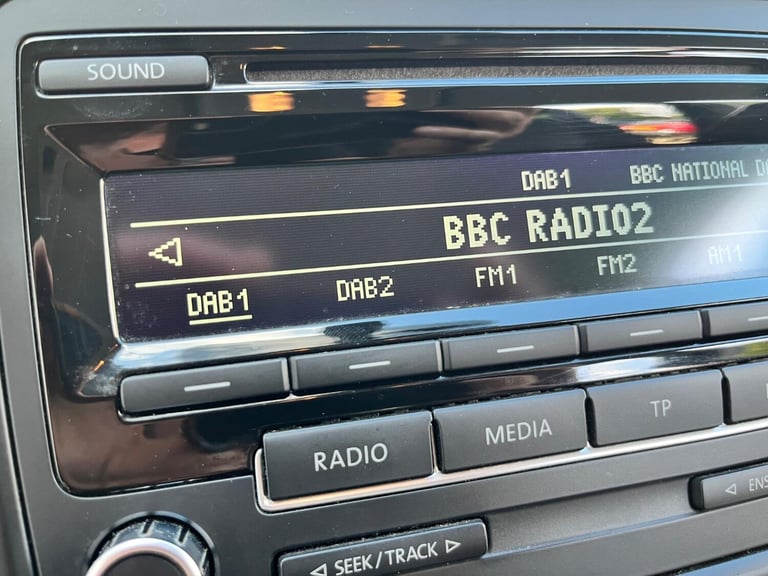 SOUND
DAB1 BBC NATIONAL
BBC RADIO2
DAB1 DAB2 FM1 FM2 AM1
RADIO MEDIA TP
SEEK/TRACK